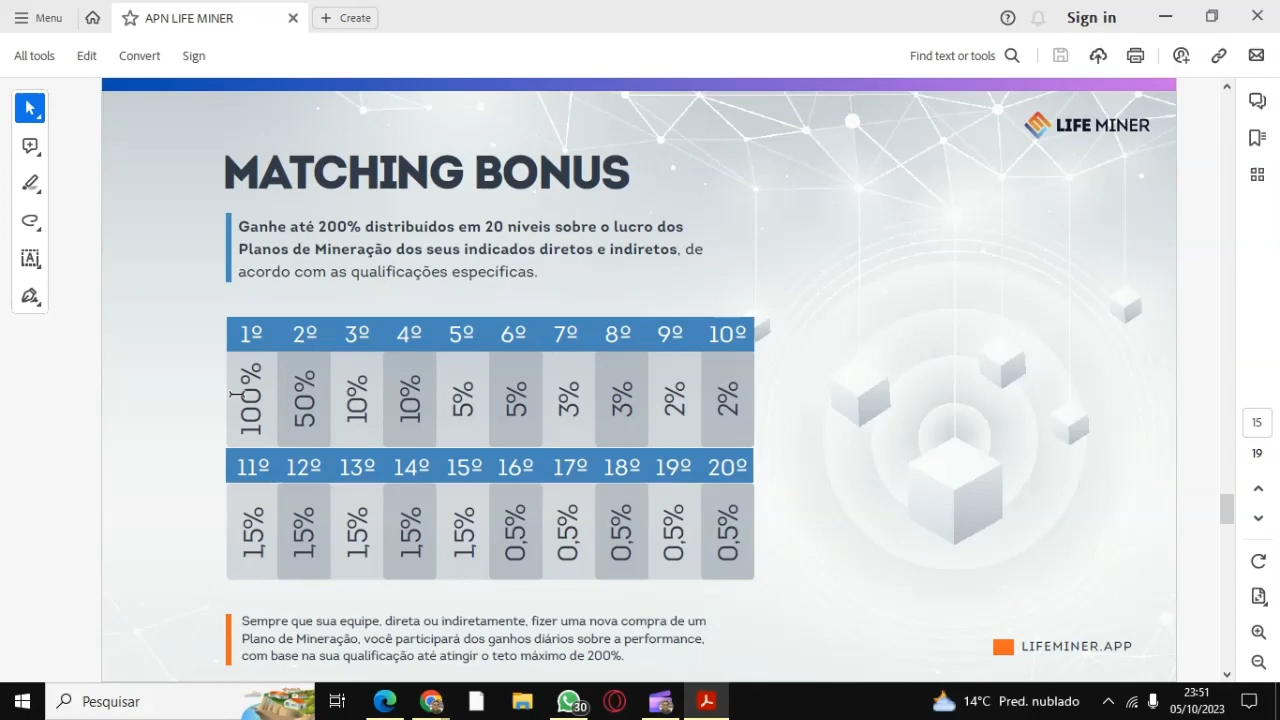 Menu
APN LIFE MINER
Create
Sign in
All tools
Edit
Convert
Sign
Find text or tools
LIFE MINER
MATCHING BONUS
Ganhe até 200% distribuídos em 20 níveis sobre o lucro dos
Planos de Mineração dos seus indicados diretos e indiretos, de
acordo com as qualificações especificas.
1º 2º 3º 4º 5º 6º 7º 8º 9º 10º
100% 50% 10% 10% 5% 5% 3% 3% 2% 2%
11º 12º 13º 14º 15º 16º 17º 18º 19º 20º
1,5% 1,5% 1,5% 1,5% 1,5% 0,5% 0,5% 0,5% 0,5% 0,5%
Sempre que sua equipe, direta ou indiretamente, fizer uma nova compra de um
Plano de Mineração, você participará dos ganhos diários sobre a performance,
com base na sua qualificação até atingir o teto máximo de 200%.
LIFEMINER.APP
15
19
Pesquisar
30
14°C Pred. nublado
23:51
05/10/2023